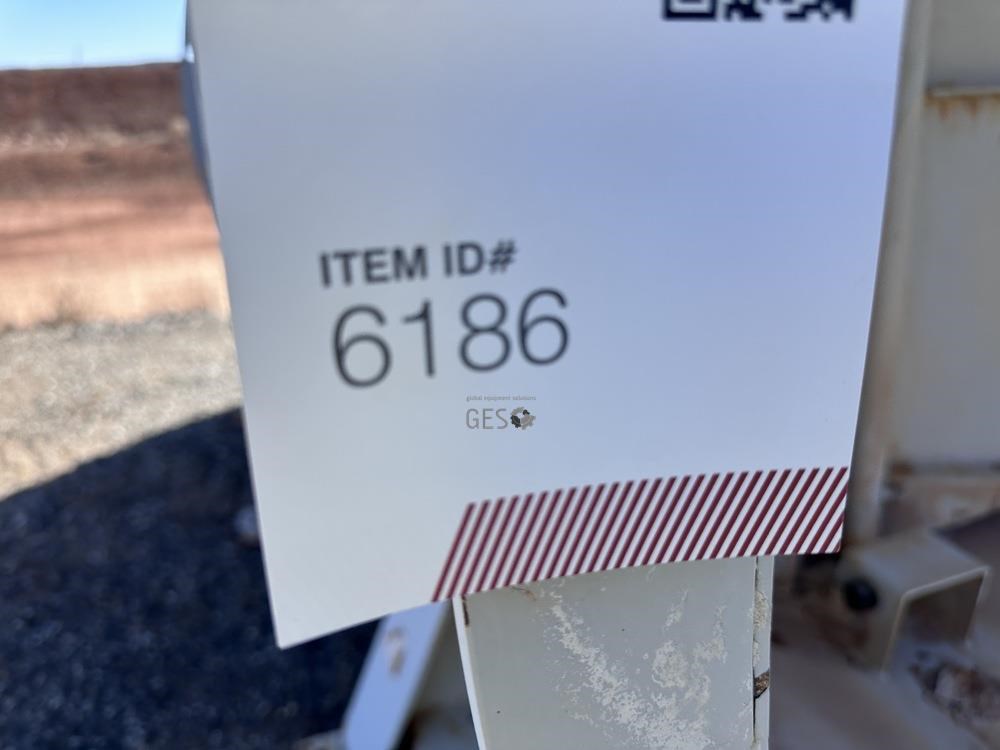 ITEM ID#
6186
global equipment solutions
GES